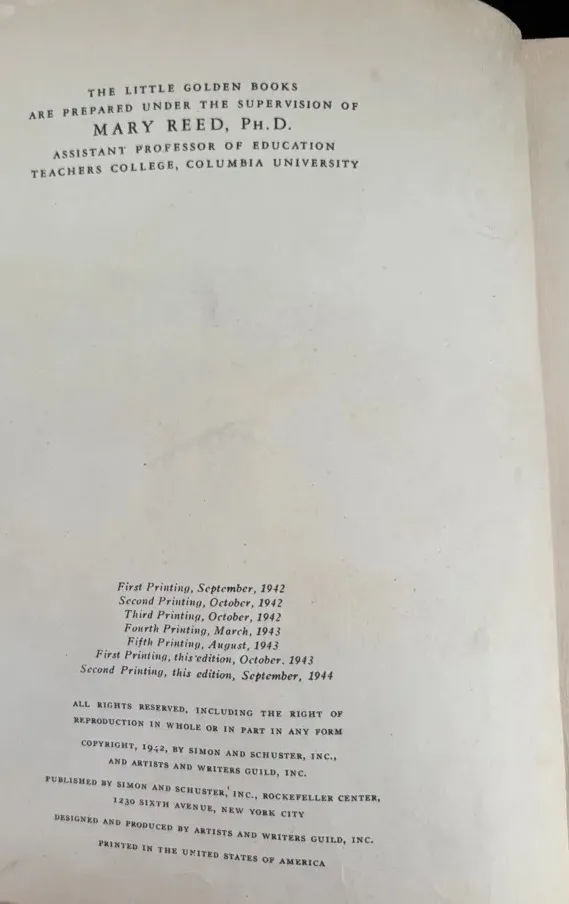 THE LITTLE GOLDEN BOOKS
ARE PREPARED UNDER THE SUPERVISION OF
MARY REED, PH.D.
ASSISTANT PROFESSOR OF EDUCATION
TEACHERS COLLEGE, COLUMBIA UNIVERSITY
First Printing, September, 1942
Second Printing, October, 1942
Third Printing, October, 1942
Fourth Printing, March, 1943
Fifth Printing, August, 1943
First Printing, this edition, October. 1943
Second Printing, this edition, September, 1944
ALL RIGHTS RESERVED, INCLUDING THE RIGHT OF
REPRODUCTION IN WHOLE OR IN PART IN ANY FORM
COPYRIGHT, 1942, BY SIMON AND SCHUSTER, INC.,
AND ARTISTS AND WRITERS GUILD, INC.
PUBLISHED BY SIMON AND SCHUSTER, INC., ROCKEFELLER CENTER,
1230 SIXTH AVENUE, NEW YORK CITY
DESIGNED AND PRODUCED BY ARTISTS AND WRITERS GUILD, INC.
PRINTED IN THE UNITED STATES OF AMERICA